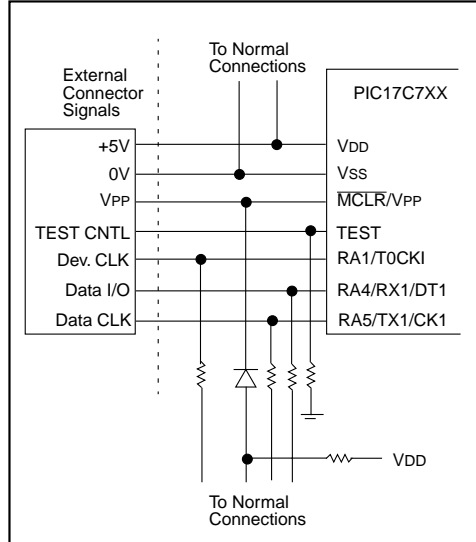 To Normal
Connections
External
Connector
Signals
PIC17C7XX
+5V
VDD
0V
VSS
VPP
MCLR/VPP
TEST CNTL
TEST
Dev. CLK
RA1/T0CKI
Data I/O
RA4/RX1/DT1
Data CLK
RA5/TX1/CK1
VDD
To Normal
Connections